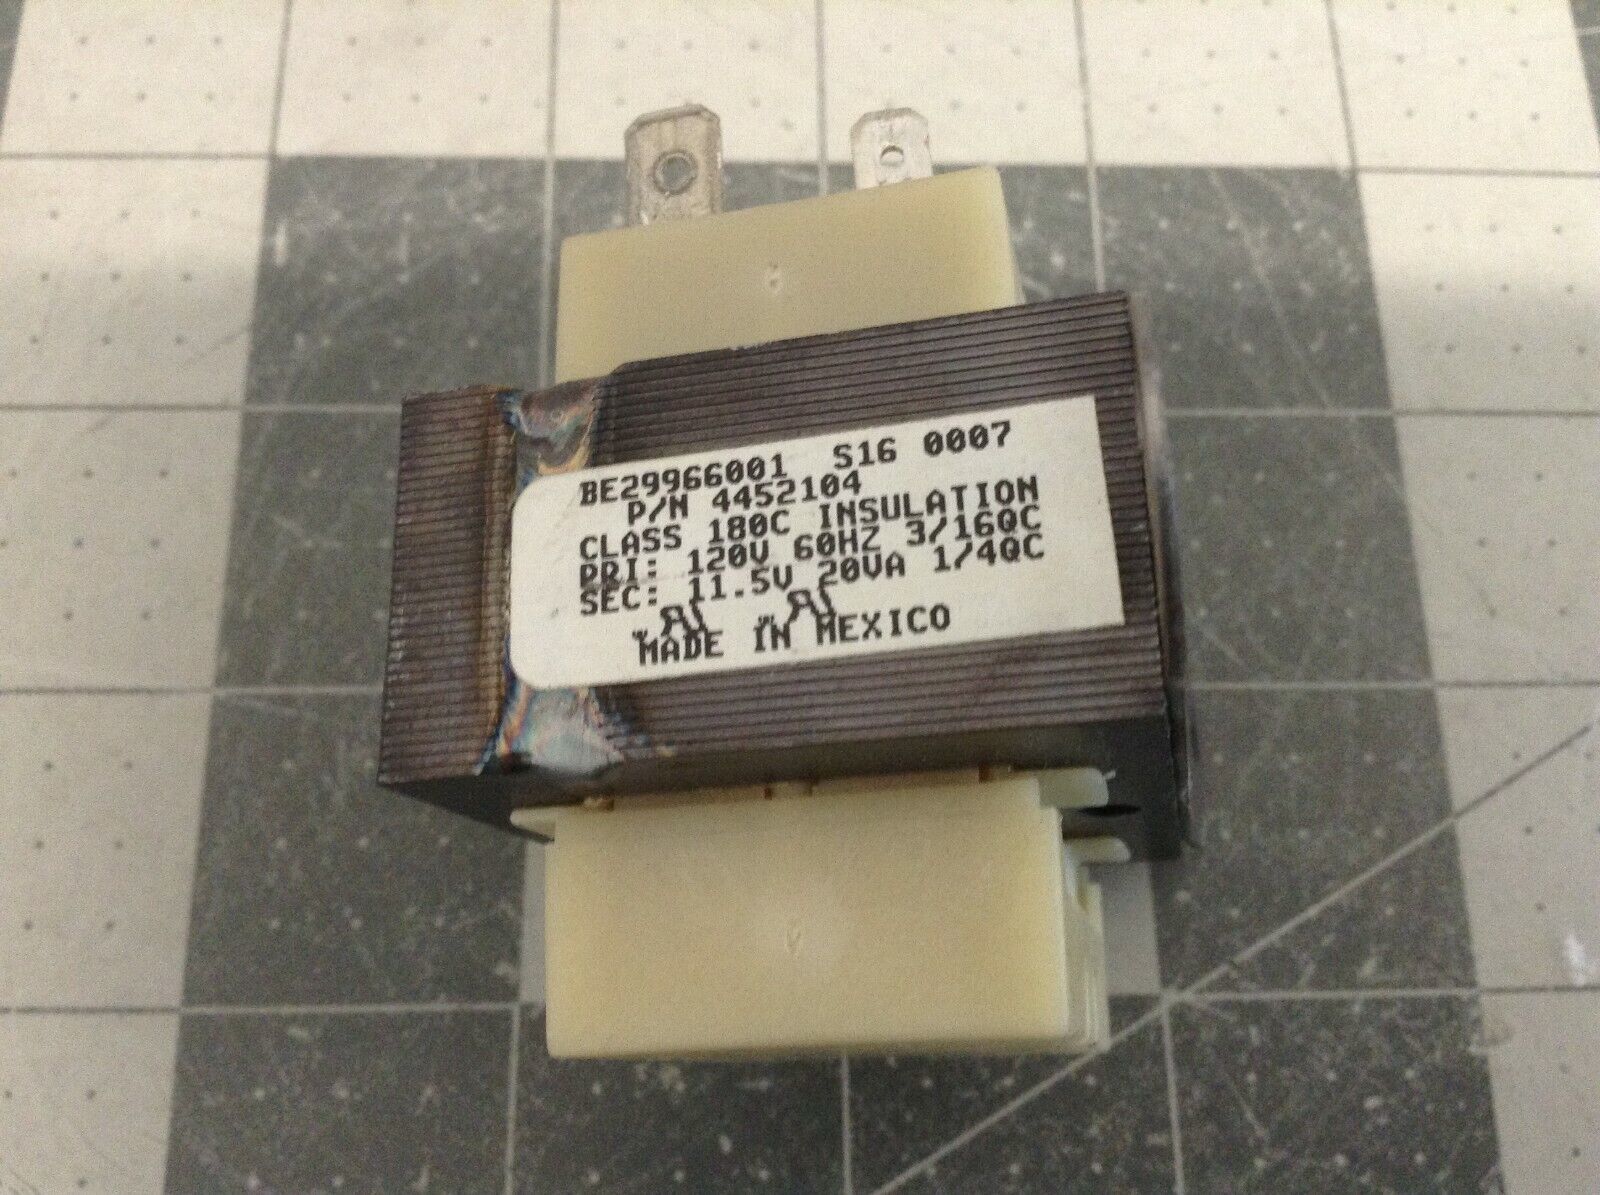 BE29966001 S16 0007
P/N 4452104
CLASS 180C INSULATION
PRI: 120V 60HZ 3/16QC
SEC: 11.5V 20VA 1/4QC
MADE IN MEXICO